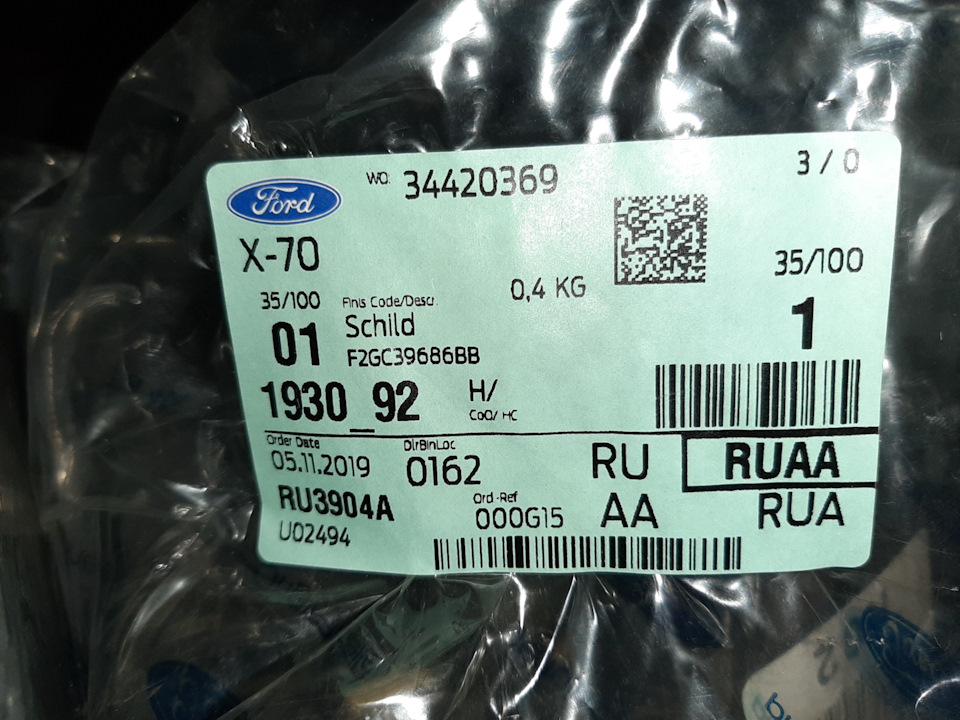 3 / 0
Ford
WO: 34420369
X-70
0,4 KG
35/100
35/100
Finis Code/Descr.
01
Schild
1
F2GC39686BB
1930_92
H/
CoO/ HC
Order Date
DlrBinLoc
05.11.2019
0162
RU
RUAA
RU3904A
Ord-Ref
000G15
AA
RUA
U02494